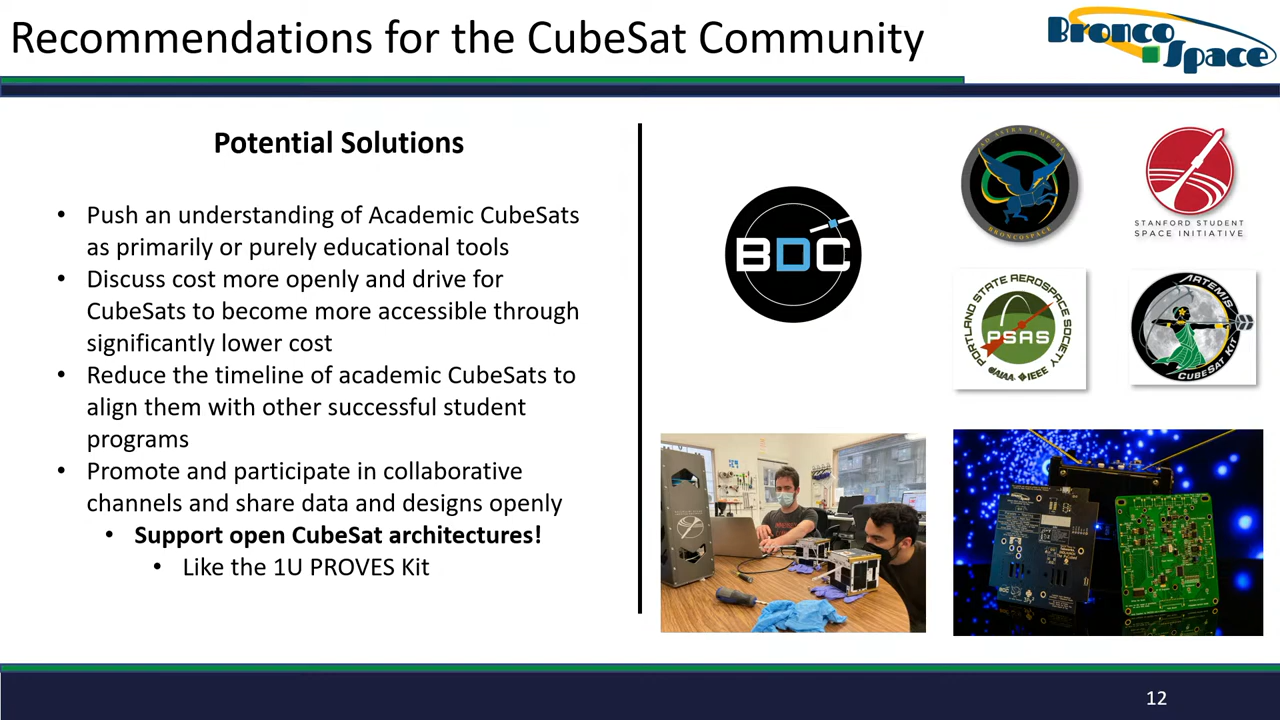 Recommendations for the CubeSat Community
Bronco
Space
Potential Solutions
• Push an understanding of Academic CubeSats
as primarily or purely educational tools
• Discuss cost more openly and drive for
CubeSats to become more accessible through
significantly lower cost
• Reduce the timeline of academic CubeSats to
align them with other successful student
programs
• Promote and participate in collaborative
channels and share data and designs openly
• Support open CubeSat architectures!
• Like the 1U PROVES Kit
BDC
AD ASTRA TEMPORE
BRONCOSPACE
STANFORD STUDENT
SPACE INITIATIVE
PORTLAND STATE AEROSPACE SOCIETY
PSAS
AIAA IEEE
ARTEMIS
CUBESAT KIT
12